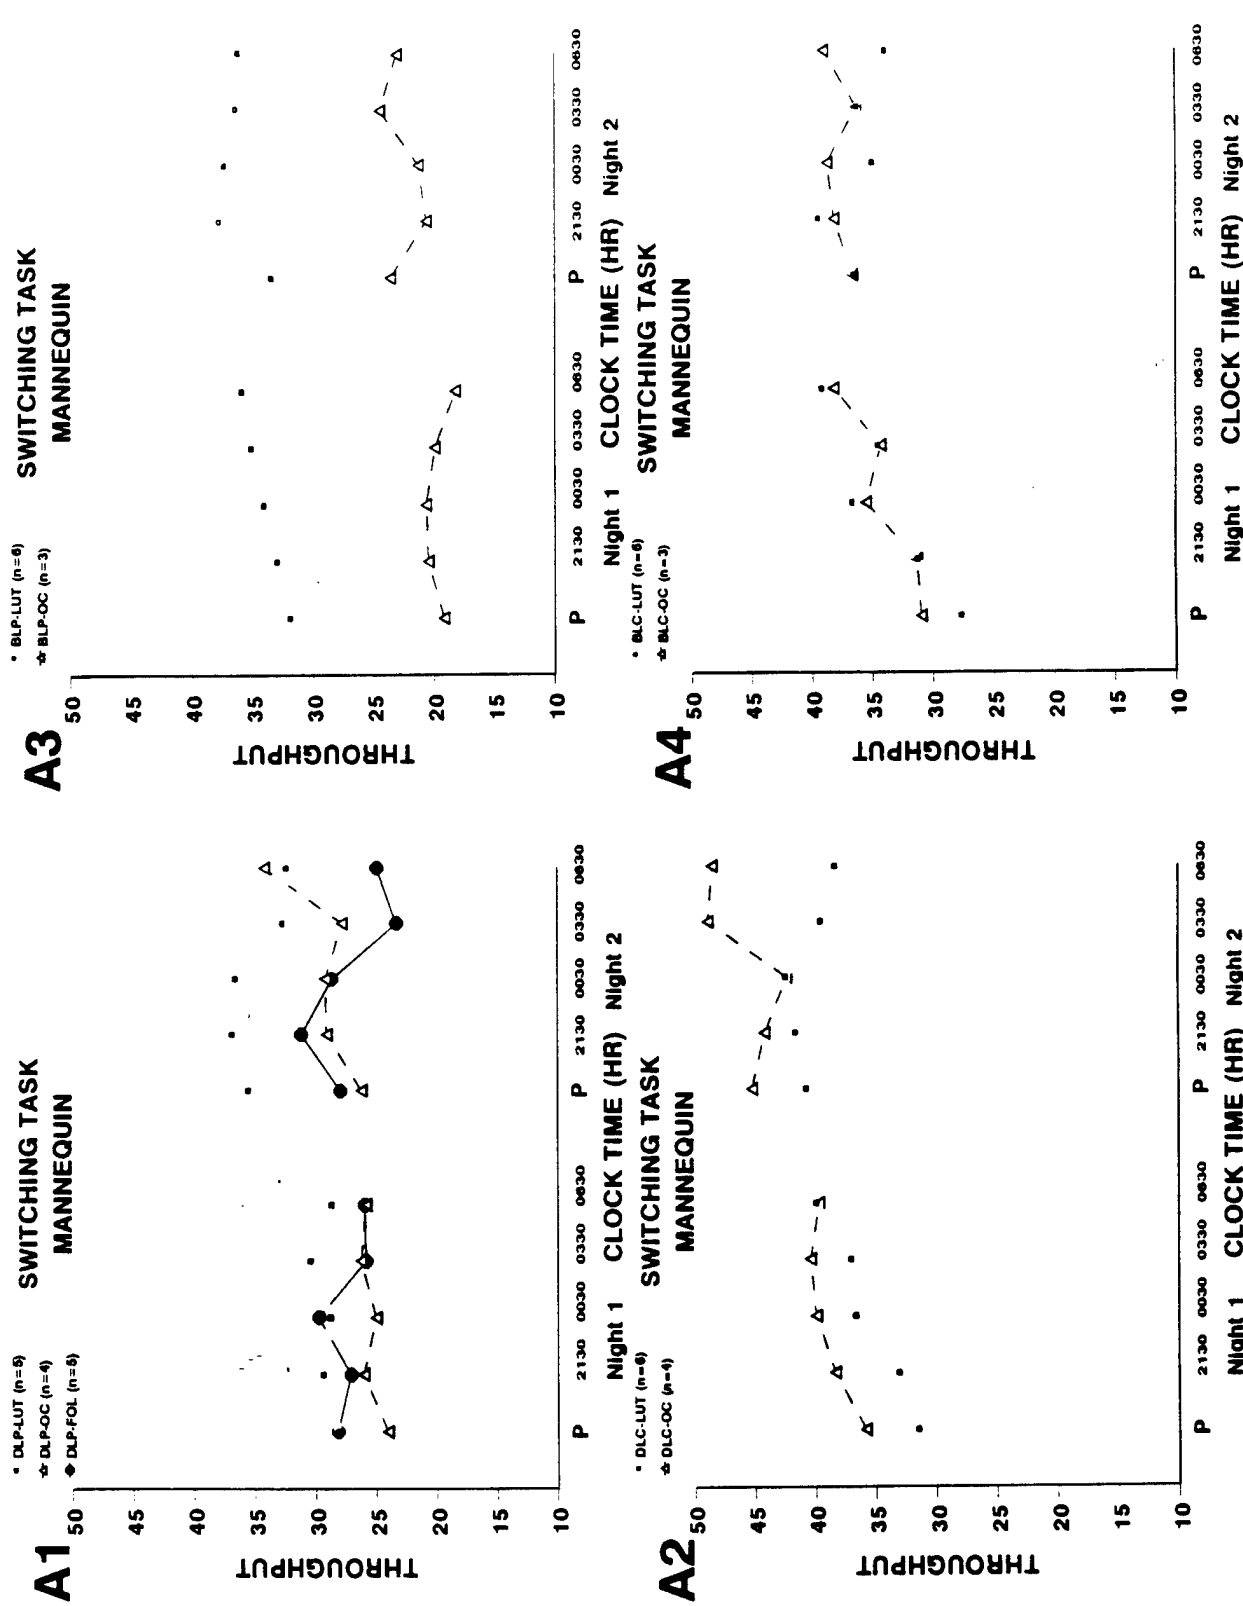 A1
• DLP-LUT (n=5)
DLP-OC (n=4)
DLP-FOL (n=5)
SWITCHING TASK
MANNEQUIN
THROUGHPUT
50
45
40
35
30
25
20
15
10
P 2130 0030 0330 0630 P 2130 0030 0330 0630
Night 1 CLOCK TIME (HR) Night 2
A2
• DLC-LUT (n=6)
DLC-OC (n=4)
SWITCHING TASK
MANNEQUIN
THROUGHPUT
50
45
40
35
30
25
20
15
10
P 2130 0030 0330 0630 P 2130 0030 0330 0630
Night 1 CLOCK TIME (HR) Night 2
A3
• BLP-LUT (n=6)
BLP-OC (n=3)
SWITCHING TASK
MANNEQUIN
THROUGHPUT
50
45
40
35
30
25
20
15
10
P 2130 0030 0330 0630 P 2130 0030 0330 0630
Night 1 CLOCK TIME (HR) Night 2
A4
• BLC-LUT (n=6)
BLC-OC (n=3)
SWITCHING TASK
MANNEQUIN
THROUGHPUT
50
45
40
35
30
25
20
15
10
P 2130 0030 0330 0630 P 2130 0030 0330 0630
Night 1 CLOCK TIME (HR) Night 2